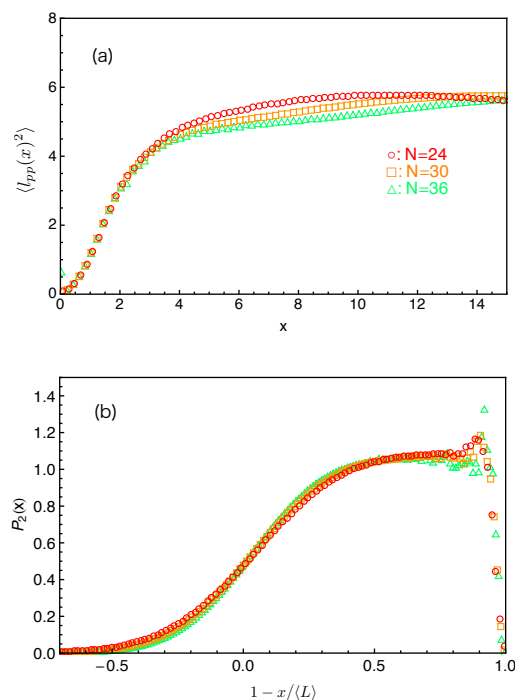 8
6
4
2
0
(a)
⟨l_pp(x)²⟩
○: N=24
□: N=30
△: N=36
0 2 4 6 8 10 12 14
x
1.4
1.2
1.0
0.8
0.6
0.4
0.2
0.0
(b)
P₂(x)
−0.5 0.0 0.5 1.0
1 − x/⟨L⟩